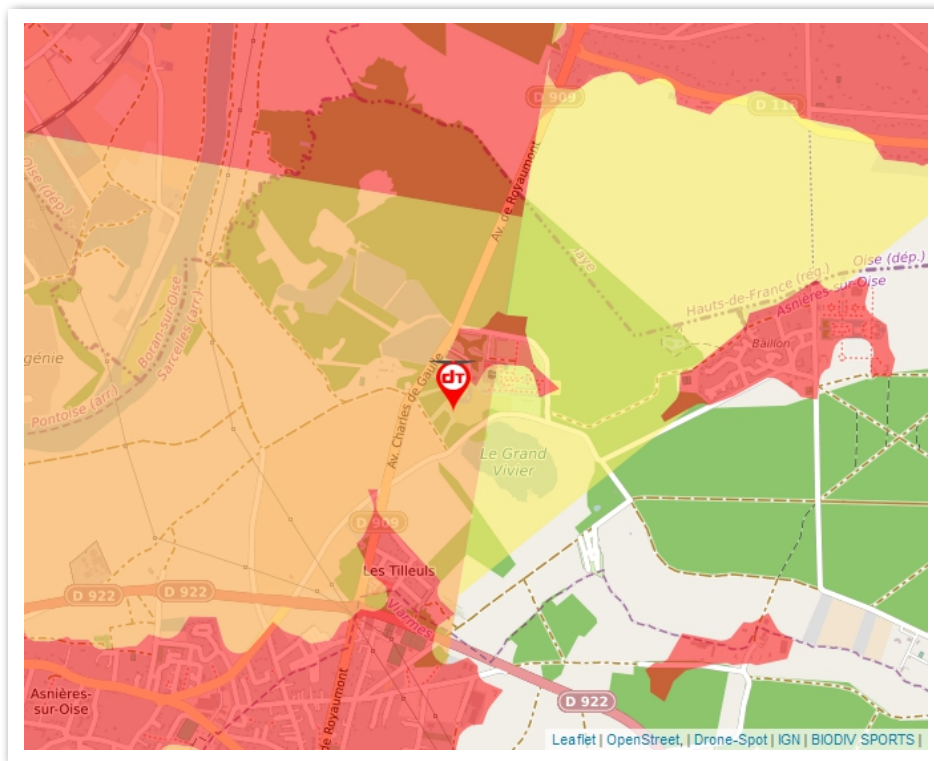 D 909
D 118
Oise (dép.)
Av. de Royaumont
Oise (dép.)
Hauts-de-France (rég.)
Asnières-sur-Oise
Boran-sur-Oise
Sarcelles (arr.)
Baillon
génie
dT
Pontoise (arr.)
Av. Charles de Gaulle
Le Grand
Vivier
D 909
Les Tilleuls
D 922
D 922
Viarmes
Asnières-
sur-Oise
de Royaumont
D 922
Leaflet | OpenStreet, | Drone-Spot | IGN | BIODIV SPORTS |